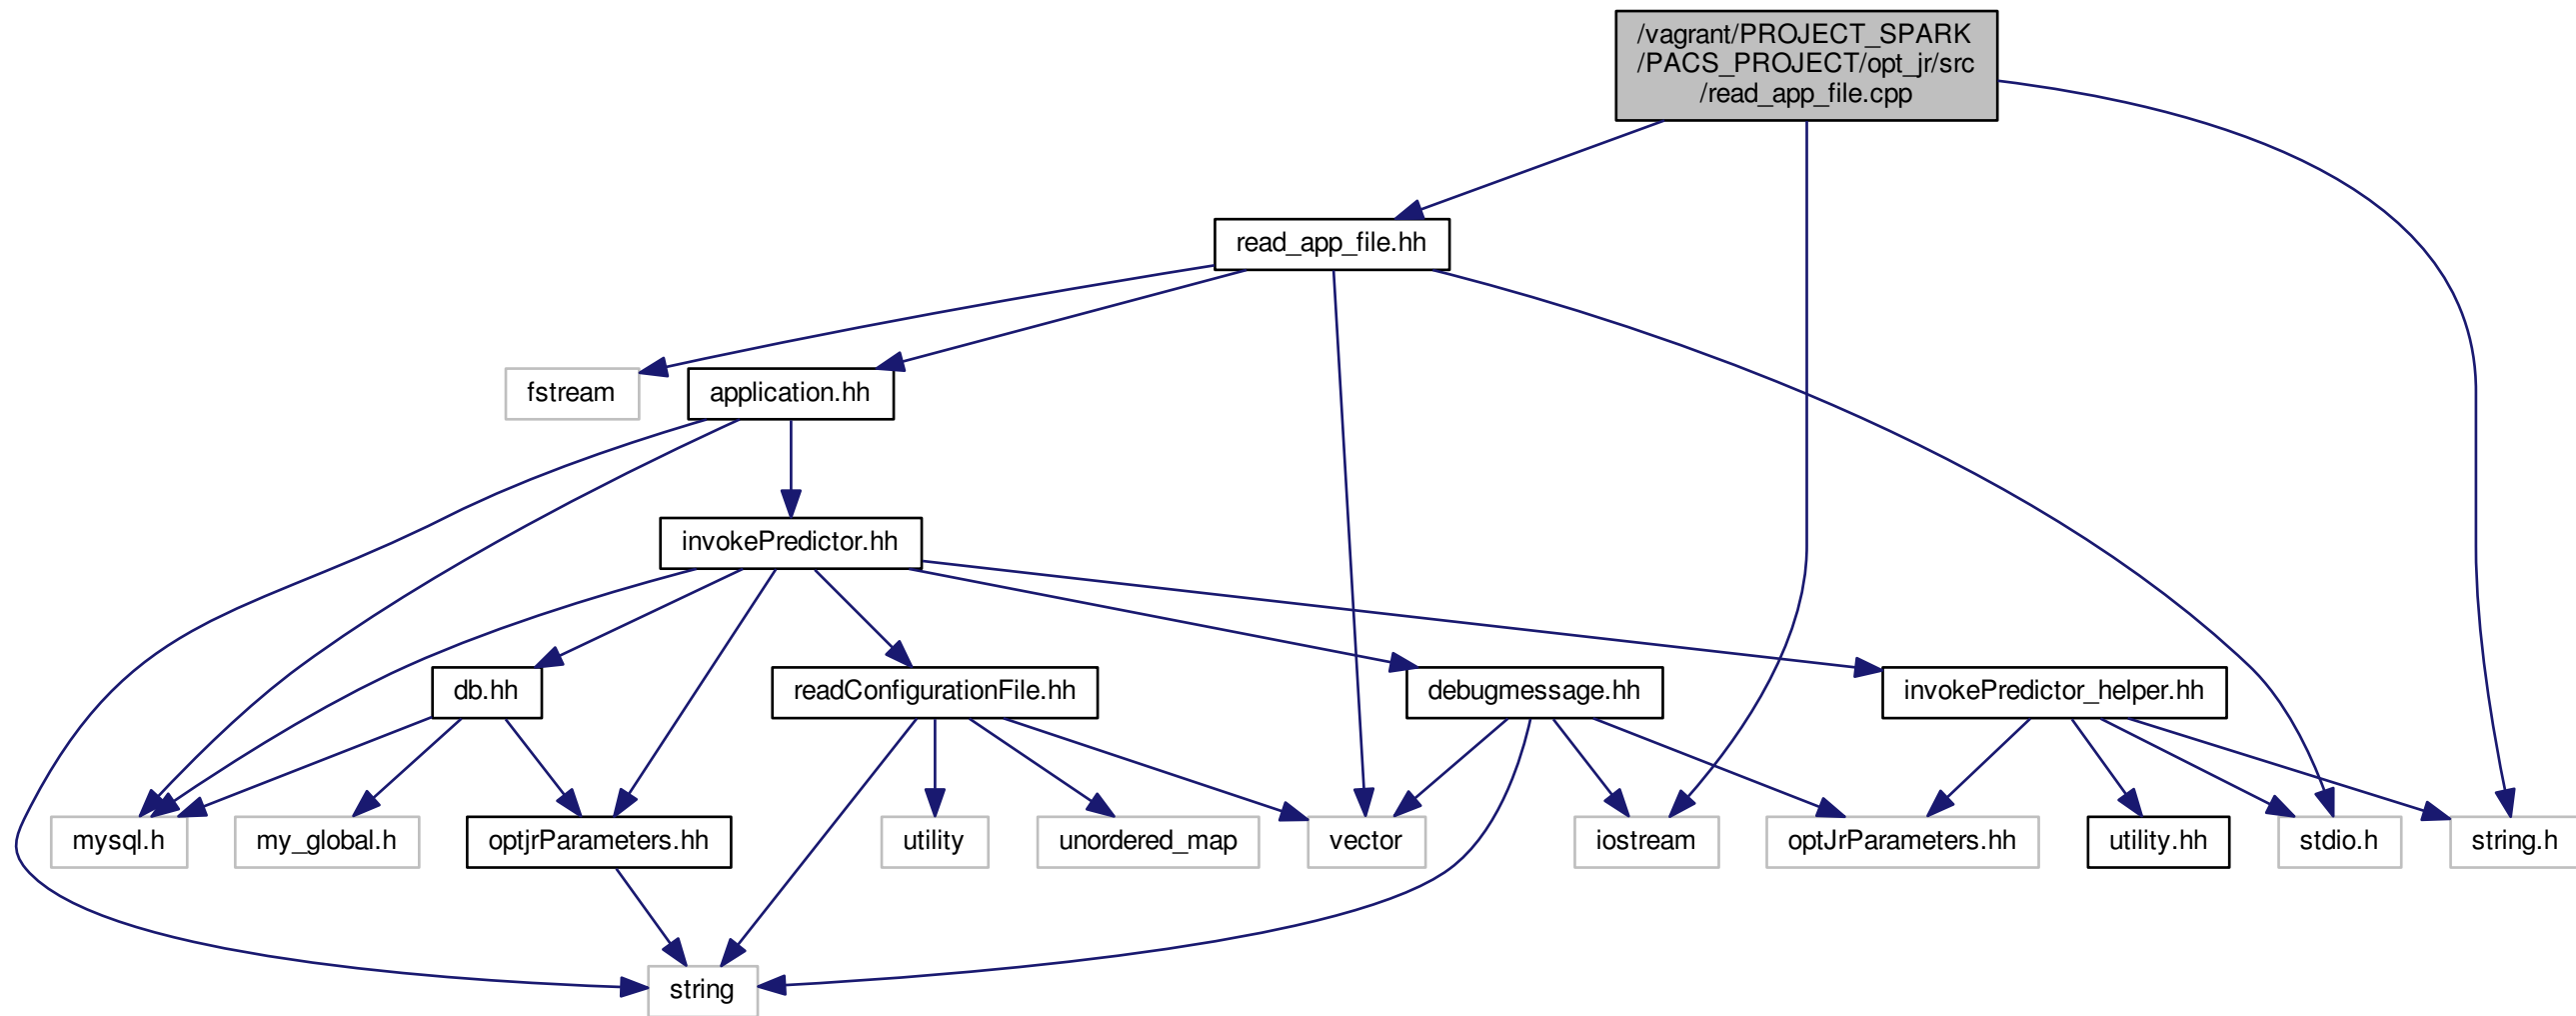 /vagrant/PROJECT_SPARK
/PACS_PROJECT/opt_jr/src
/read_app_file.cpp
read_app_file.hh
fstream
application.hh
invokePredictor.hh
db.hh
readConfigurationFile.hh
debugmessage.hh
invokePredictor_helper.hh
mysql.h
my_global.h
optjrParameters.hh
utility
unordered_map
vector
iostream
optJrParameters.hh
utility.hh
stdio.h
string.h
string